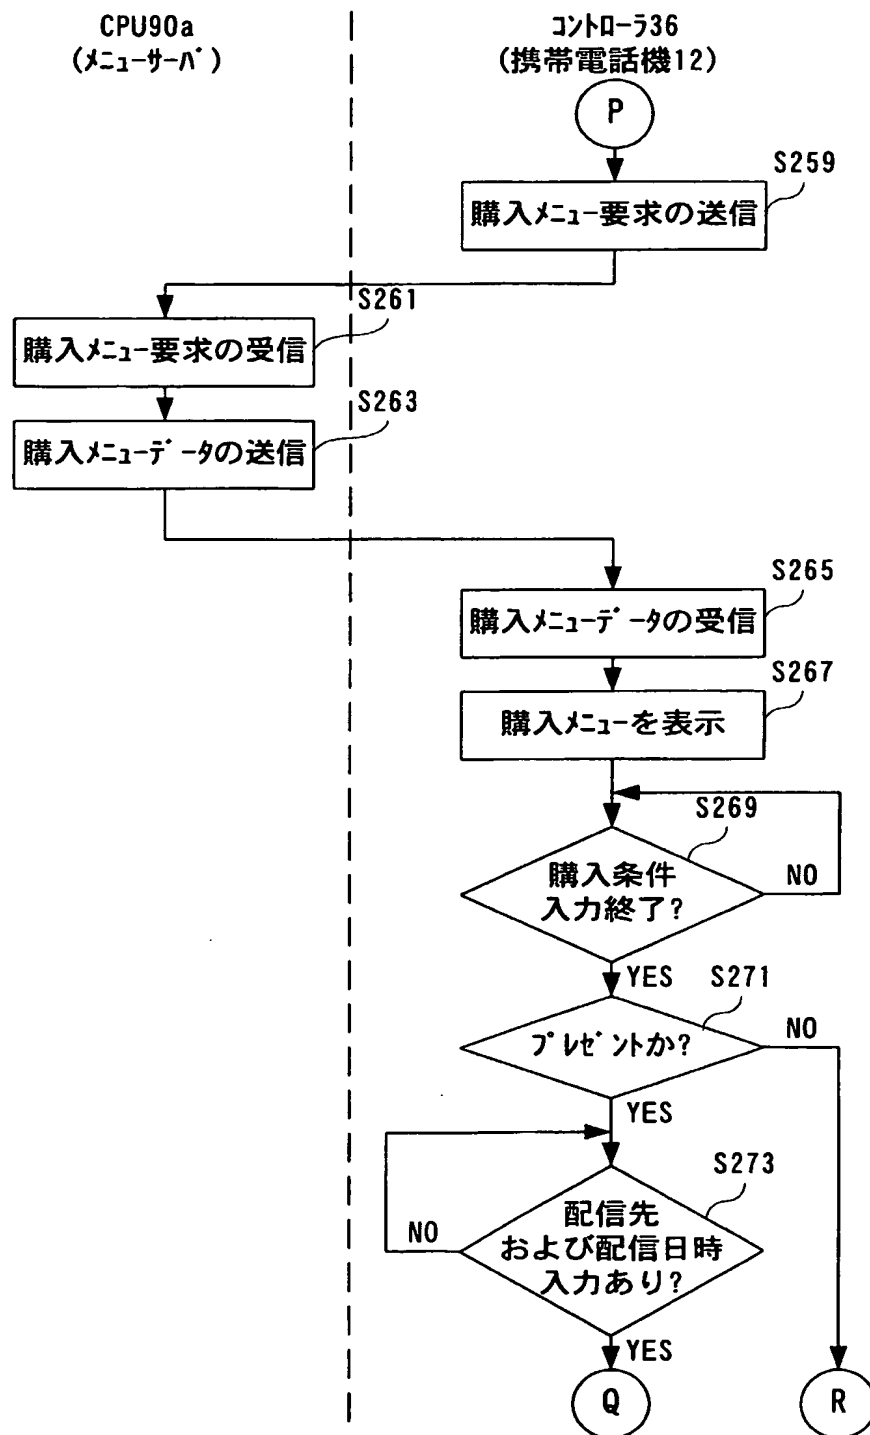 CPU90a
(ﾒﾆｭｰｻｰﾊﾞ)
ｺﾝﾄﾛｰﾗ36
(携帯電話機12)
P
S259
購入ﾒﾆｭｰ要求の送信
S261
購入ﾒﾆｭｰ要求の受信
S263
購入ﾒﾆｭｰﾃﾞｰﾀの送信
S265
購入ﾒﾆｭｰﾃﾞｰﾀの受信
S267
購入ﾒﾆｭｰを表示
S269
購入条件
入力終了?
NO
YES
S271
ﾌﾟﾚｾﾞﾝﾄか?
NO
YES
S273
配信先
および配信日時
入力あり?
NO
YES
Q
R